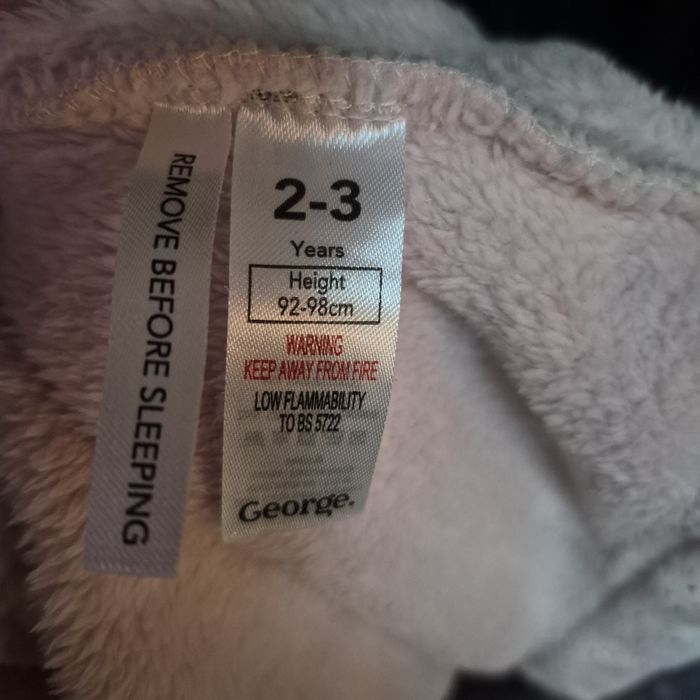 REMOVE BEFORE SLEEPING
2-3
Years
Height
92-98cm
WARNING
KEEP AWAY FROM FIRE
LOW FLAMMABILITY
TO BS 5722
George.